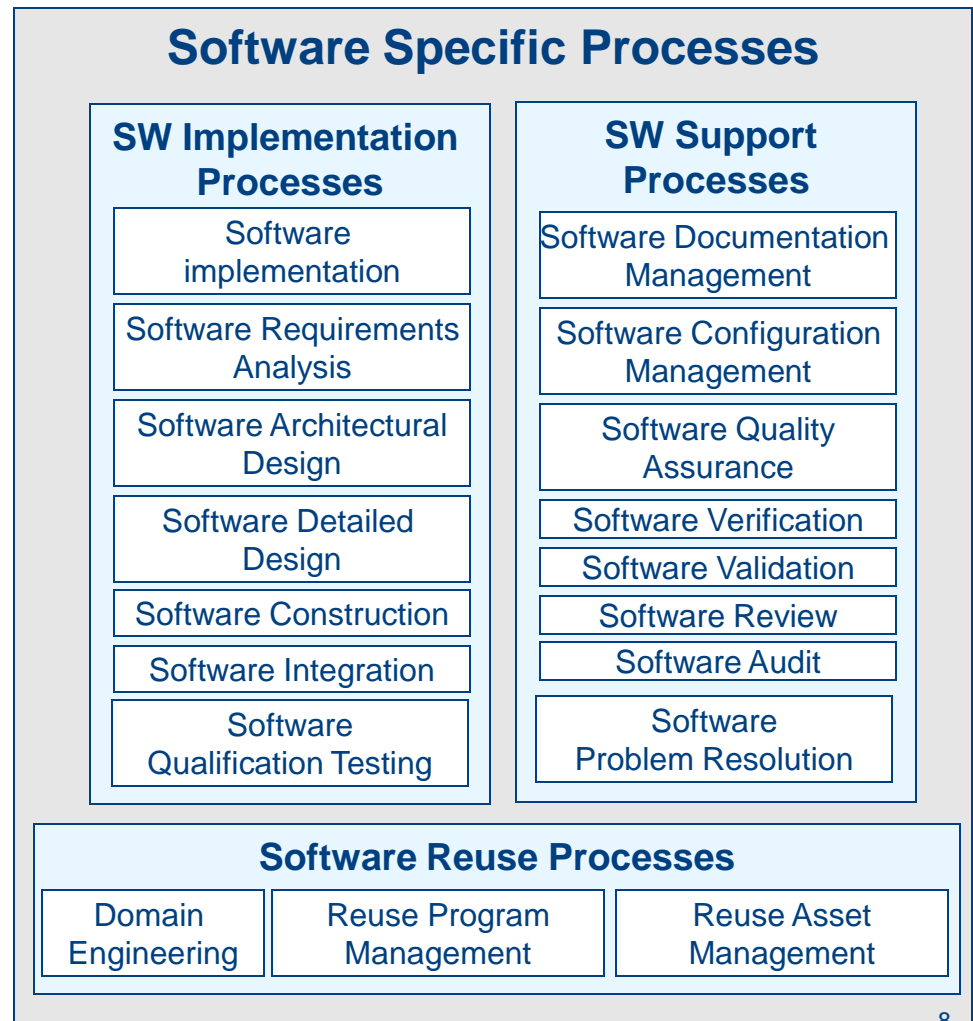 Software Specific Processes
SW Implementation
Processes
Software
implementation
Software Requirements
Analysis
Software Architectural
Design
Software Detailed
Design
Software Construction
Software Integration
Software
Qualification Testing
SW Support
Processes
Software Documentation
Management
Software Configuration
Management
Software Quality
Assurance
Software Verification
Software Validation
Software Review
Software Audit
Software
Problem Resolution
Software Reuse Processes
Domain
Engineering
Reuse Program
Management
Reuse Asset
Management
8